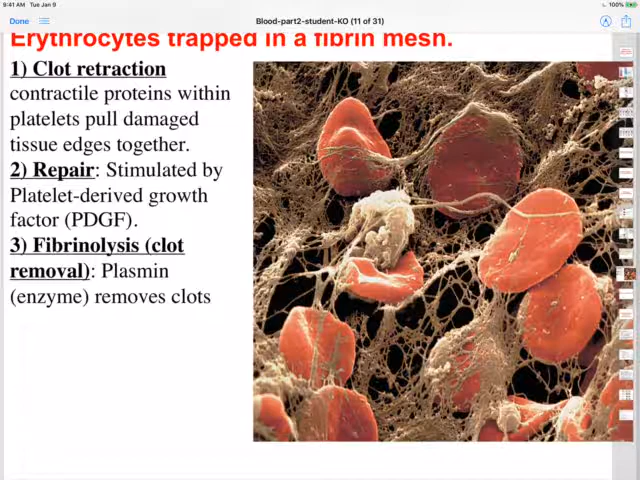 9:41 AM Tue Jan 9
100%
Done
Blood-part2-student-KO (11 of 31)
Erythrocytes trapped in a fibrin mesh.
1) Clot retraction
contractile proteins within
platelets pull damaged
tissue edges together.
2) Repair: Stimulated by
Platelet-derived growth
factor (PDGF).
3) Fibrinolysis (clot
removal): Plasmin
(enzyme) removes clots